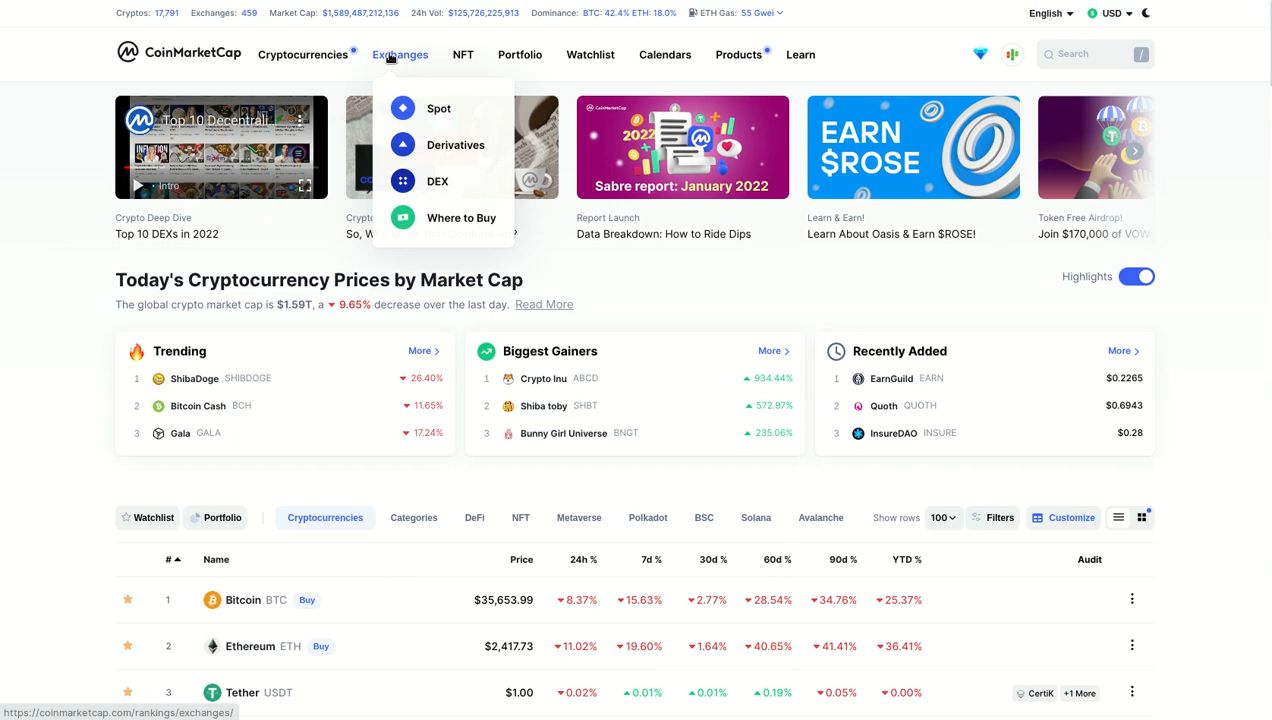 Cryptos: 17,791 Exchanges: 459 Market Cap: $1,589,487,212,136 24h Vol: $125,726,225,913 Dominance: BTC: 42.4% ETH: 18.0% ETH Gas: 55 Gwei English USD
CoinMarketCap Cryptocurrencies Exchanges NFT Portfolio Watchlist Calendars Products Learn Search /
Spot
Derivatives
DEX
Where to Buy
Top 10 Decentrali
Intro
Crypto Deep Dive
Top 10 DEXs in 2022
CoinMarketCap
2022
Sabre report: January 2022
Report Launch
Data Breakdown: How to Ride Dips
EARN
$ROSE
Learn & Earn!
Learn About Oasis & Earn $ROSE!
Token Free Airdrop!
Join $170,000 of VOW
Today's Cryptocurrency Prices by Market Cap
Highlights
The global crypto market cap is $1.59T, a 9.65% decrease over the last day. Read More
Trending More
1 ShibaDoge SHIBDOGE 26.40%
2 Bitcoin Cash BCH 11.65%
3 Gala GALA 17.24%
Biggest Gainers More
1 Crypto Inu ABCD 934.44%
2 Shiba toby SHBT 572.97%
3 Bunny Girl Universe BNGT 235.06%
Recently Added More
1 EarnGuild EARN $0.2265
2 Quoth QUOTH $0.6943
3 InsureDAO INSURE $0.28
Watchlist Portfolio Cryptocurrencies Categories DeFi NFT Metaverse Polkadot BSC Solana Avalanche Show rows 100 Filters Customize
# Name Price 24h % 7d % 30d % 60d % 90d % YTD % Audit
1 Bitcoin BTC Buy $35,653.99 8.37% 15.63% 2.77% 28.54% 34.76% 25.37%
2 Ethereum ETH Buy $2,417.73 11.02% 19.60% 1.64% 40.65% 41.41% 36.41%
3 Tether USDT $1.00 0.02% 0.01% 0.01% 0.19% 0.05% 0.00% CertiK +1 More
https://coinmarketcap.com/rankings/exchanges/